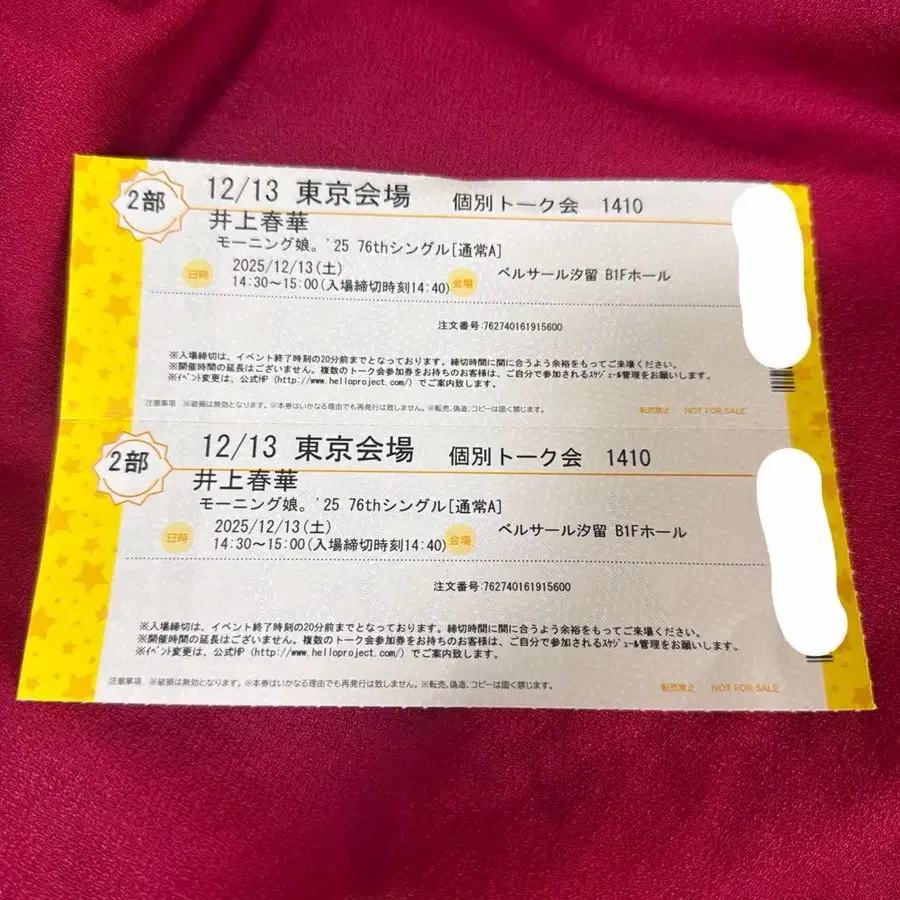 2部
12/13 東京会場 個別トーク会 1410
井上春華
モーニング娘。'25 76thシングル[通常A]
日時 2025/12/13(土) 会場 ベルサール汐留 B1Fホール
14:30～15:00(入場締切時刻14:40)
注文番号:762740161915600
※入場締切は、イベント終了時刻の20分前までとなっております。締切時間に間に合うよう余裕をもってご来場ください。
※開催時間の延長はございません。複数のトーク会参加券をお持ちのお客様は、ご自分で参加されるスケジュール管理をお願いします。
※イベント変更は、公式HP (http://www.helloproject.com/) でご案内致します。
注意事項 ※破損は無効となります。※本券はいかなる理由でも再発行は致しません。※転売、偽造、コピーは固く禁じます。 転売禁止 NOT FOR SALE
2部
12/13 東京会場 個別トーク会 1410
井上春華
モーニング娘。'25 76thシングル[通常A]
日時 2025/12/13(土) 会場 ベルサール汐留 B1Fホール
14:30～15:00(入場締切時刻14:40)
注文番号:762740161915600
※入場締切は、イベント終了時刻の20分前までとなっております。締切時間に間に合うよう余裕をもってご来場ください。
※開催時間の延長はございません。複数のトーク会参加券をお持ちのお客様は、ご自分で参加されるスケジュール管理をお願いします。
※イベント変更は、公式HP (http://www.helloproject.com/) でご案内致します。
注意事項 ※破損は無効となります。※本券はいかなる理由でも再発行は致しません。※転売、偽造、コピーは固く禁じます。 転売禁止 NOT FOR SALE